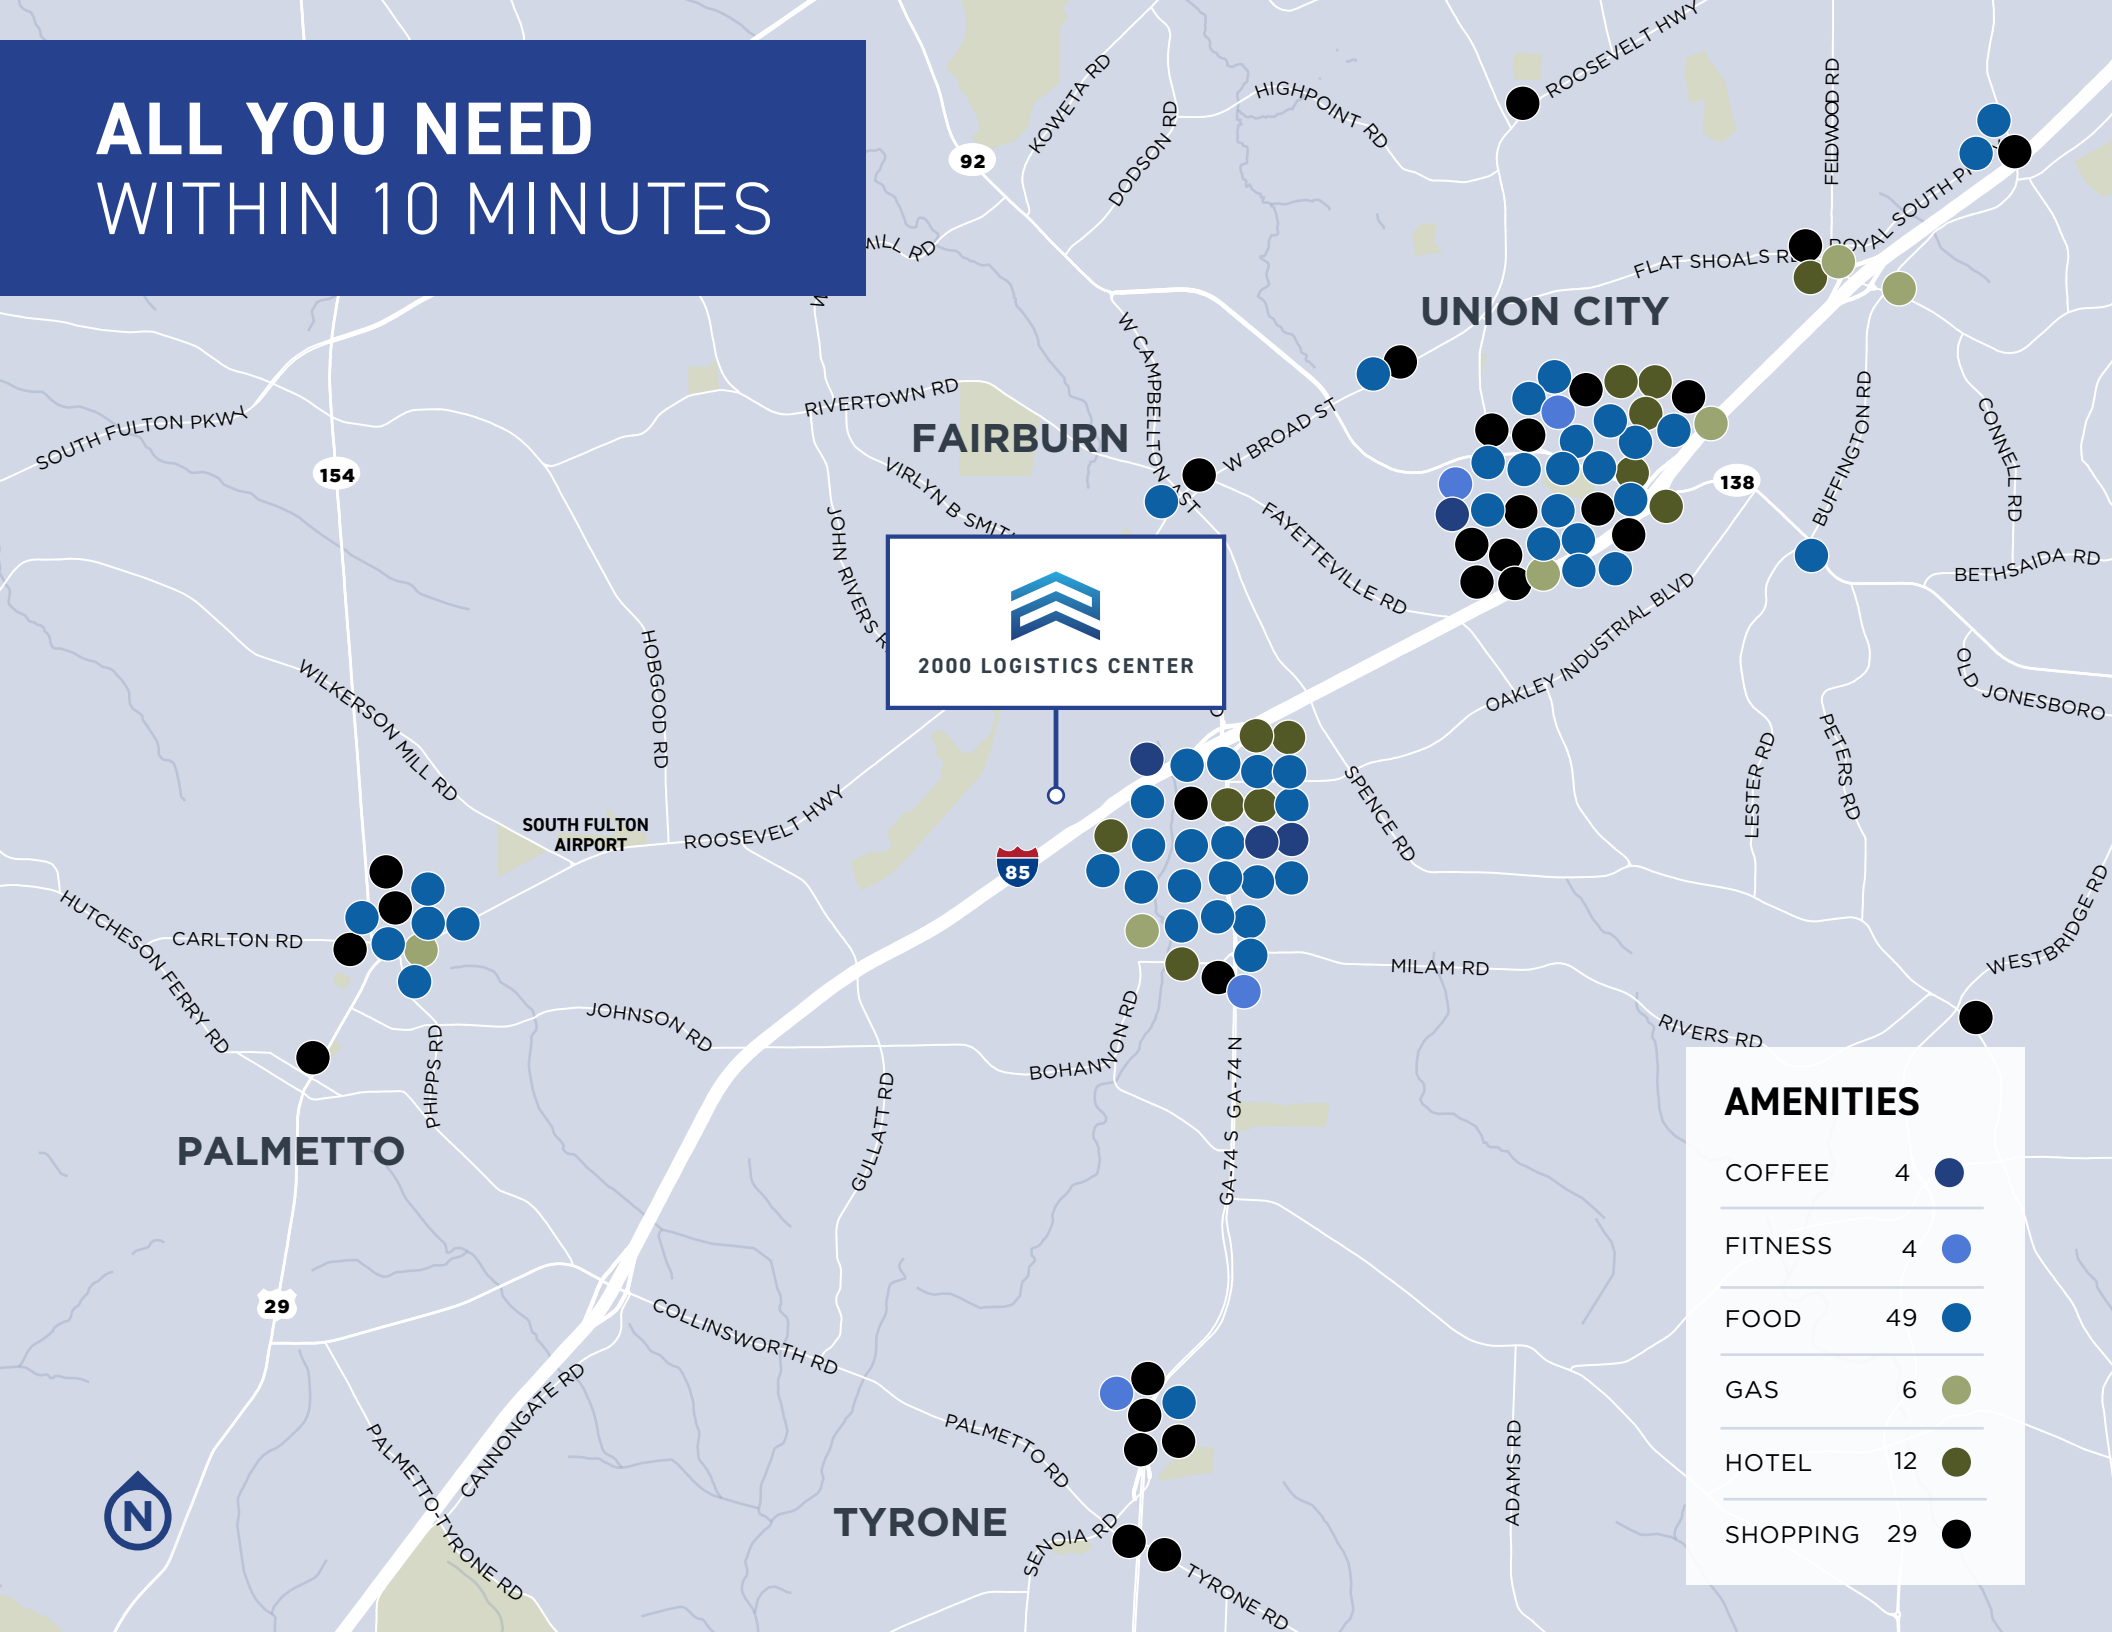 ALL YOU NEED
WITHIN 10 MINUTES
ROOSEVELT HWY
KOWETA RD
HIGHPOINT RD
DODSON RD
FELDWOOD RD
92
MILL RD
ROYAL SOUTH
FLAT SHOALS RD
UNION CITY
W CAMPBELLTON
RIVERTOWN RD
SOUTH FULTON PKWY
FAIRBURN
W BROAD ST
BUFFINGTON RD
CONNELL RD
154
138
VIRLYN B SMITH
JOHN RIVERS
FAYETTEVILLE RD
BETHSAIDA RD
OAKLEY INDUSTRIAL BLVD
2000 LOGISTICS CENTER
OLD JONESBORO
WILKERSON MILL RD
HOBGOOD RD
PETERS RD
LESTER RD
SPENCE RD
SOUTH FULTON
AIRPORT
ROOSEVELT HWY
85
HUTCHESON FERRY RD
CARLTON RD
WESTBRIDGE RD
MILAM RD
JOHNSON RD
RIVERS RD
BOHANNON RD
PHIPPS RD
GULLATT RD
GA-74 S GA-74 N
PALMETTO
29
COLLINSWORTH RD
CANNONGATE RD
PALMETTO-TYRONE RD
PALMETTO RD
ADAMS RD
TYRONE
SENOIA RD
TYRONE RD
N
AMENITIES
COFFEE 4
FITNESS 4
FOOD 49
GAS 6
HOTEL 12
SHOPPING 29